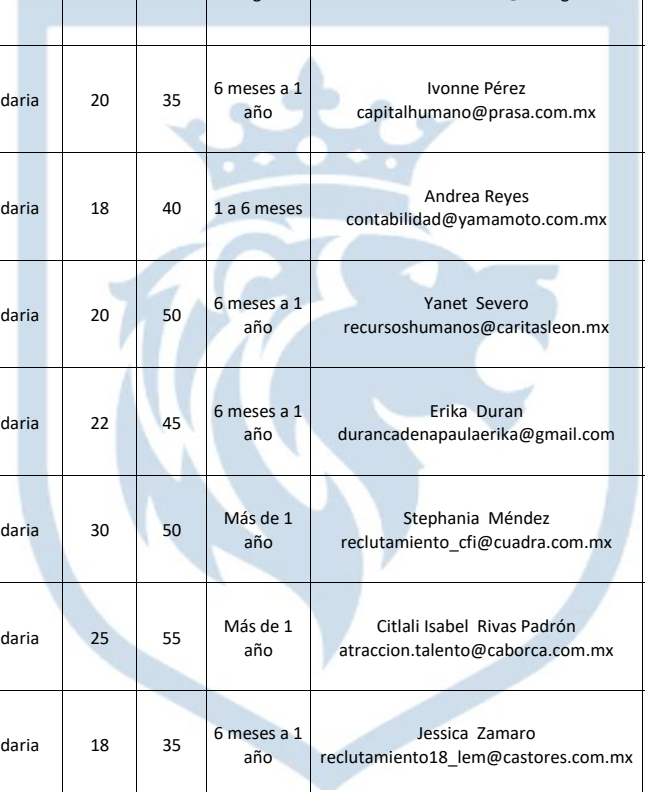 daria 20 35 6 meses a 1 año Ivonne Pérez
capitalhumano@prasa.com.mx
daria 18 40 1 a 6 meses Andrea Reyes
contabilidad@yamamoto.com.mx
daria 20 50 6 meses a 1 año Yanet Severo
recursoshumanos@caritasleon.mx
daria 22 45 6 meses a 1 año Erika Duran
durancadenapaulaerika@gmail.com
daria 30 50 Más de 1 año Stephania Méndez
reclutamiento_cfi@cuadra.com.mx
daria 25 55 Más de 1 año Citlali Isabel Rivas Padrón
atraccion.talento@caborca.com.mx
daria 18 35 6 meses a 1 año Jessica Zamaro
reclutamiento18_lem@castores.com.mx